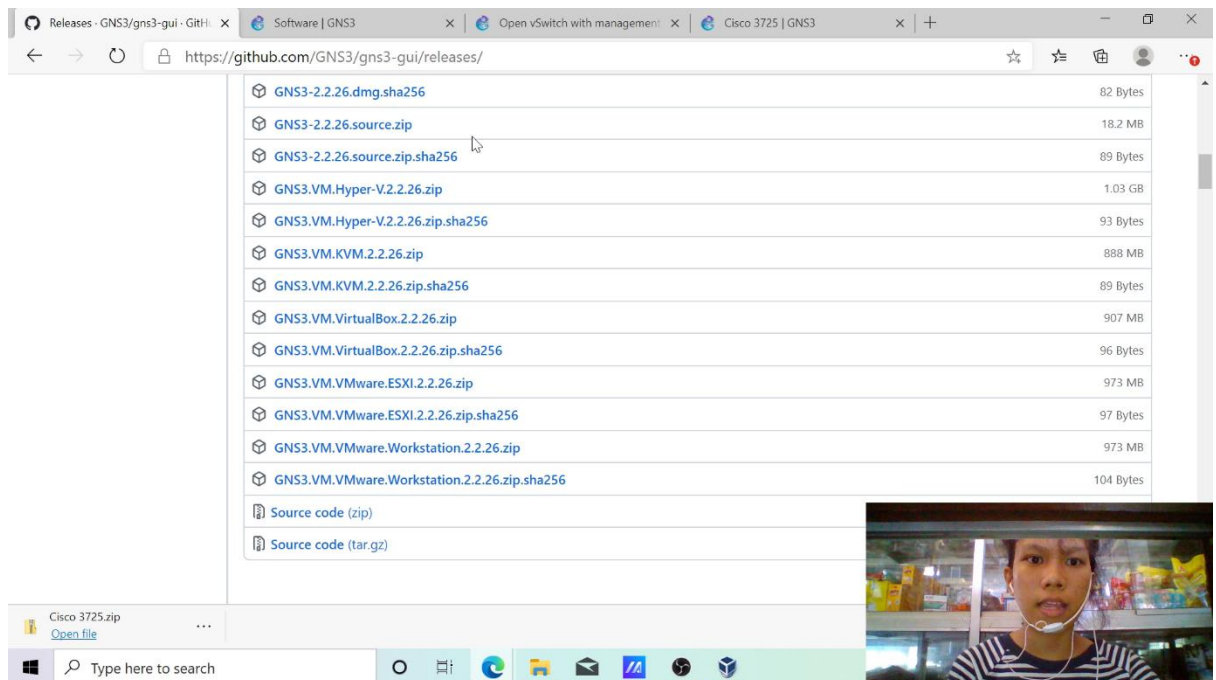 Releases · GNS3/gns3-gui · GitHu
Software | GNS3
Open vSwitch with management
Cisco 3725 | GNS3
https://github.com/GNS3/gns3-gui/releases/
GNS3-2.2.26.dmg.sha256 82 Bytes
GNS3-2.2.26.source.zip 18.2 MB
GNS3-2.2.26.source.zip.sha256 89 Bytes
GNS3.VM.Hyper-V.2.2.26.zip 1.03 GB
GNS3.VM.Hyper-V.2.2.26.zip.sha256 93 Bytes
GNS3.VM.KVM.2.2.26.zip 888 MB
GNS3.VM.KVM.2.2.26.zip.sha256 89 Bytes
GNS3.VM.VirtualBox.2.2.26.zip 907 MB
GNS3.VM.VirtualBox.2.2.26.zip.sha256 96 Bytes
GNS3.VM.VMware.ESXI.2.2.26.zip 973 MB
GNS3.VM.VMware.ESXI.2.2.26.zip.sha256 97 Bytes
GNS3.VM.VMware.Workstation.2.2.26.zip 973 MB
GNS3.VM.VMware.Workstation.2.2.26.zip.sha256 104 Bytes
Source code (zip)
Source code (tar.gz)
Cisco 3725.zip
Open file
Type here to search